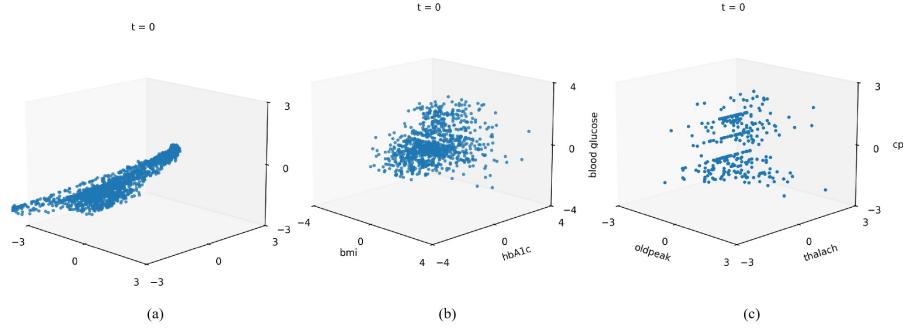 t = 0
t = 0
t = 0
3
0
−3
−3
0
3
−3
0
3
4
0
−4
blood glucose
−4
0
4
bmi
−4
0
4
hbA1c
3
0
−3
cp
−3
0
3
oldpeak
−3
0
3
thalach
(a)
(b)
(c)